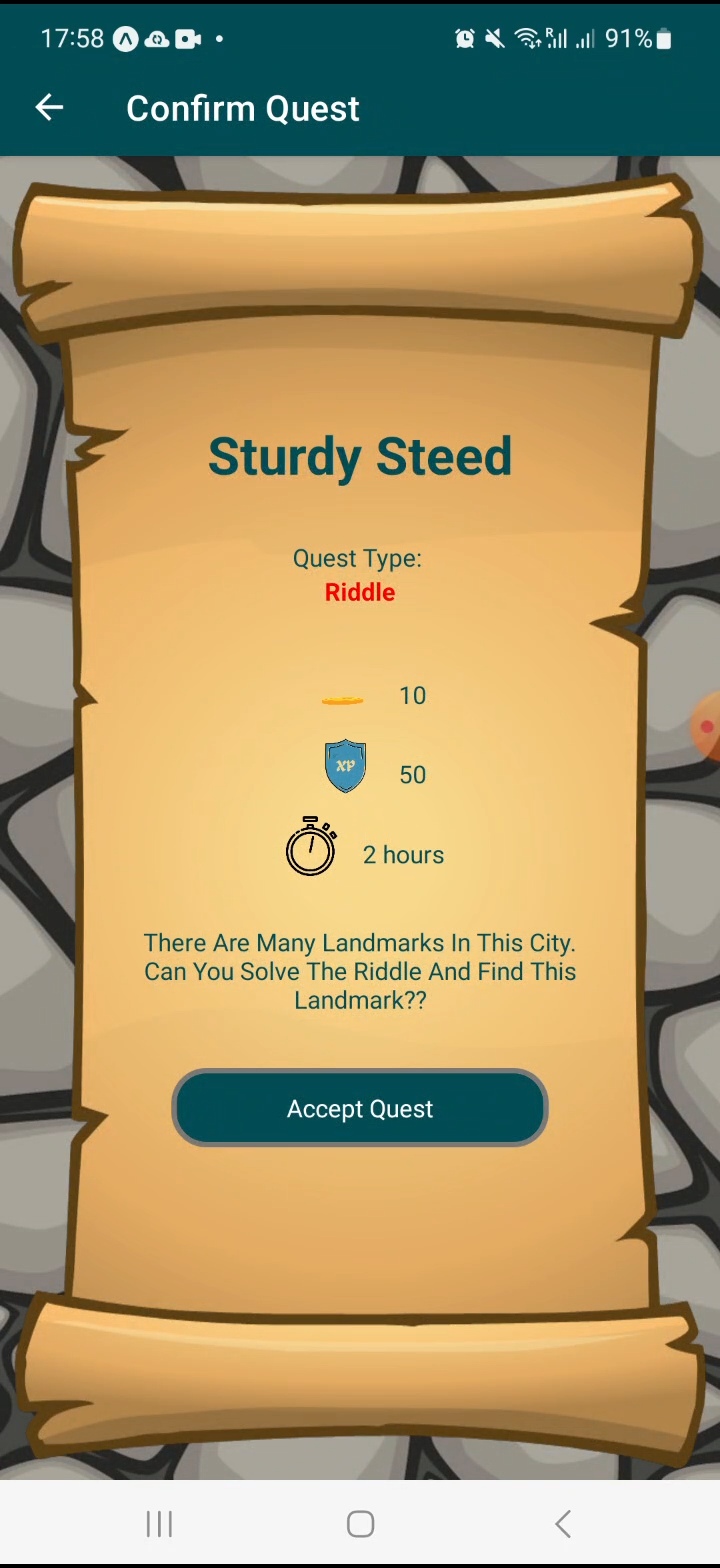 17:58 R 91%
Confirm Quest
Sturdy Steed
Quest Type:
Riddle
10
XP
50
2 hours
There Are Many Landmarks In This City.
Can You Solve The Riddle And Find This
Landmark??
Accept Quest